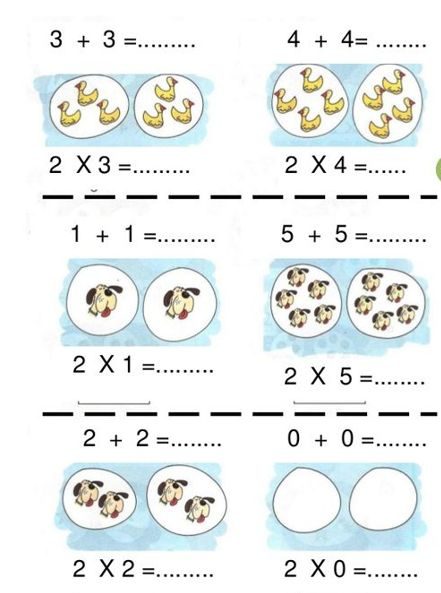 3 + 3 =.........
4 + 4= ........
2 X 3 =.........
2 X 4 =......
1 + 1 =.........
5 + 5 =.........
2 X 1 =.........
2 X 5 =........
2 + 2 =........
0 + 0 =........
2 X 2 =.........
2 X 0 =........